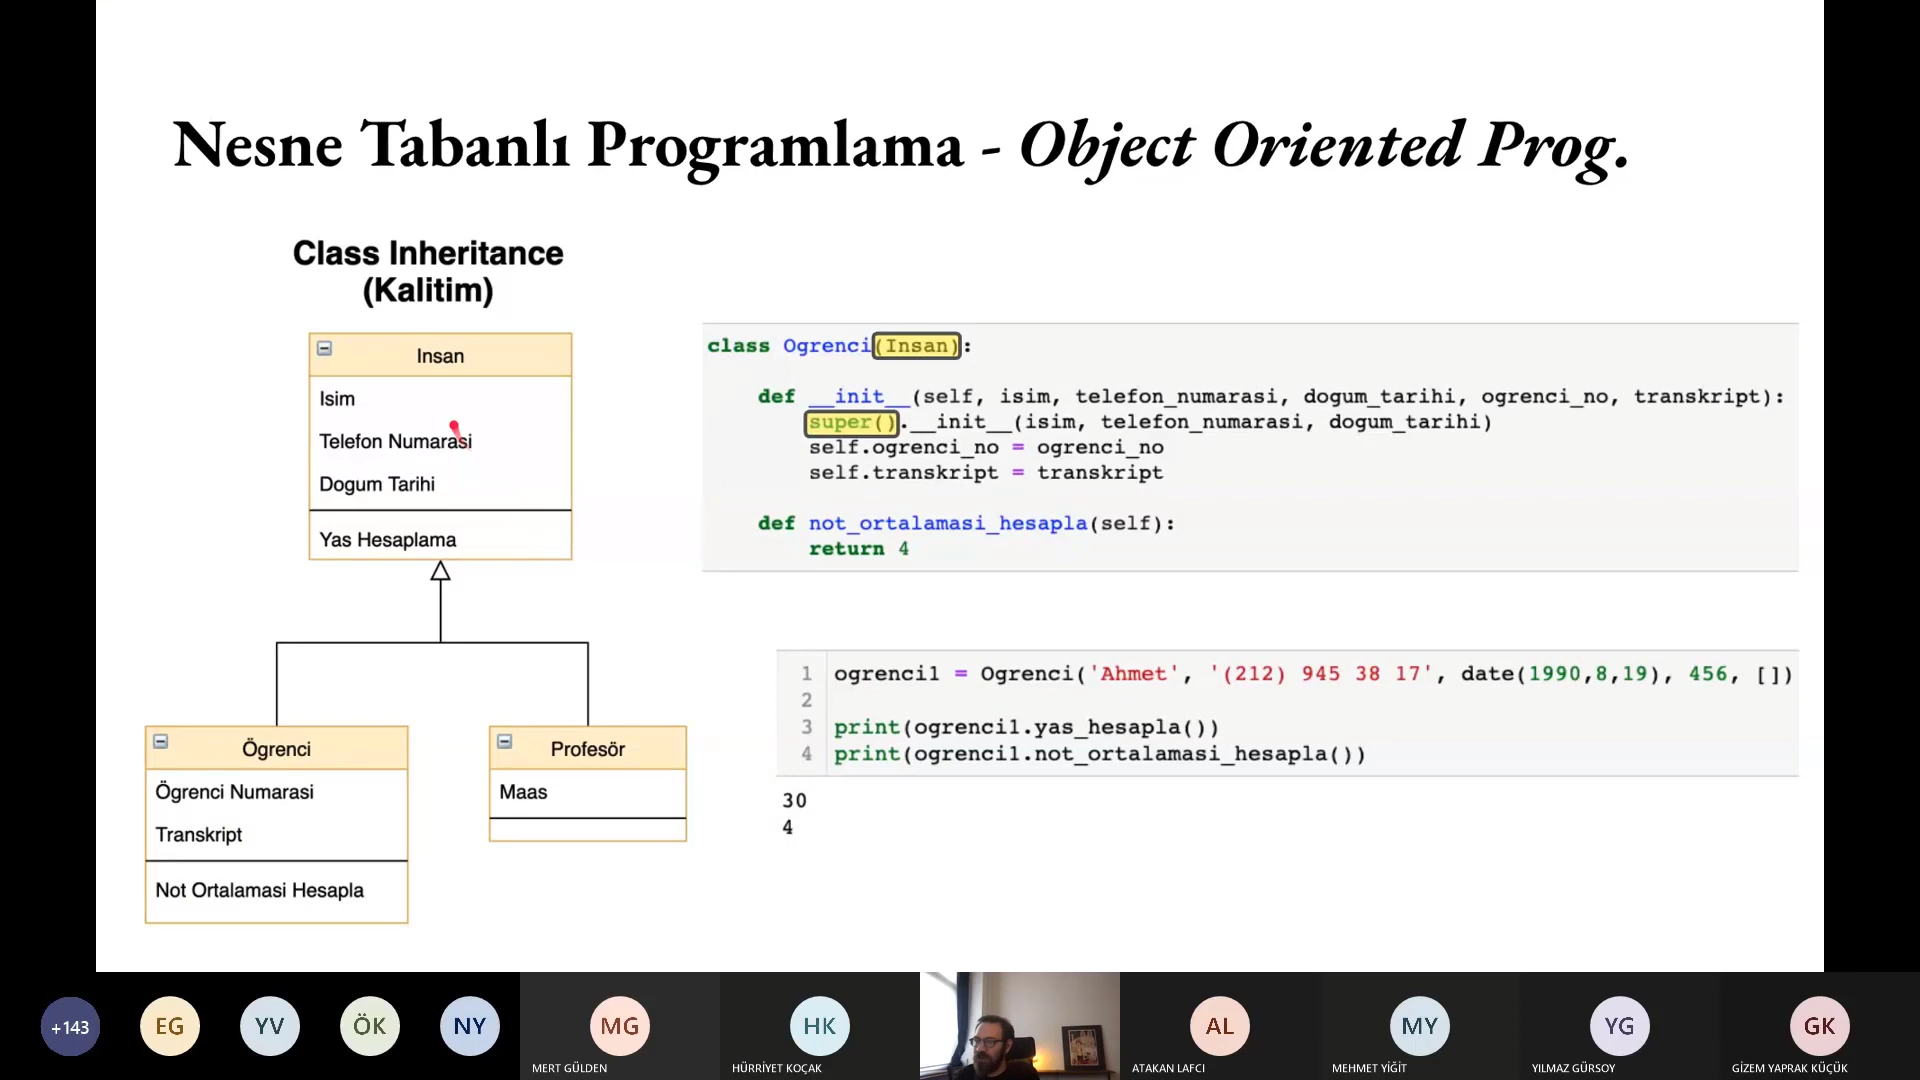 Nesne Tabanlı Programlama - Object Oriented Prog.
Class Inheritance
(Kalitim)
Insan
Isim
Telefon Numarasi
Dogum Tarihi
Yas Hesaplama
Ögrenci
Ögrenci Numarasi
Transkript
Not Ortalamasi Hesapla
Profesör
Maas
class Ogrenci(Insan):
def __init__(self, isim, telefon_numarasi, dogum_tarihi, ogrenci_no, transkript):
super().__init__(isim, telefon_numarasi, dogum_tarihi)
self.ogrenci_no = ogrenci_no
self.transkript = transkript
def not_ortalamasi_hesapla(self):
return 4
1 ogrenci1 = Ogrenci('Ahmet', '(212) 945 38 17', date(1990,8,19), 456, [])
2
3 print(ogrenci1.yas_hesapla())
4 print(ogrenci1.not_ortalamasi_hesapla())
30
4
+143
EG
YV
ÖK
NY
MG
MERT GÜLDEN
HK
HÜRRİYET KOÇAK
AL
ATAKAN LAFCI
MY
MEHMET YİĞİT
YG
YILMAZ GÜRSOY
GK
GİZEM YAPRAK KÜÇÜK